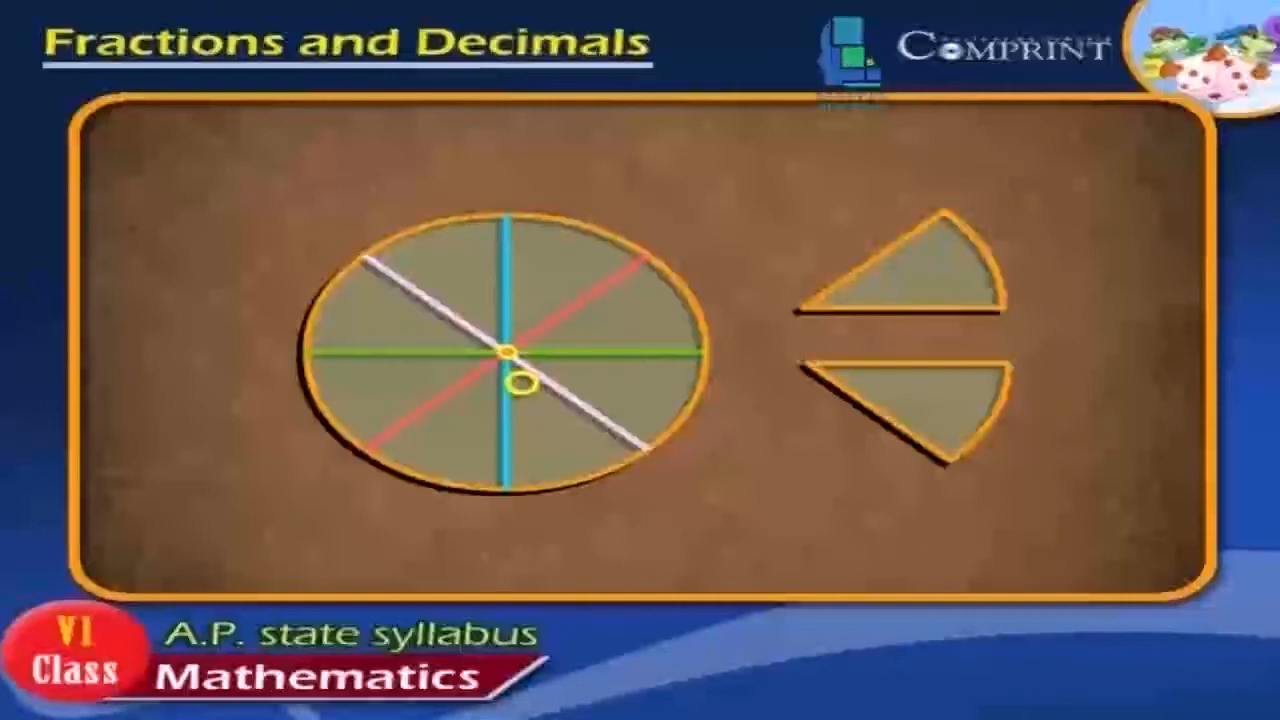 Fractions and Decimals
COMPRINT
O
VI
Class
A.P. state syllabus
Mathematics